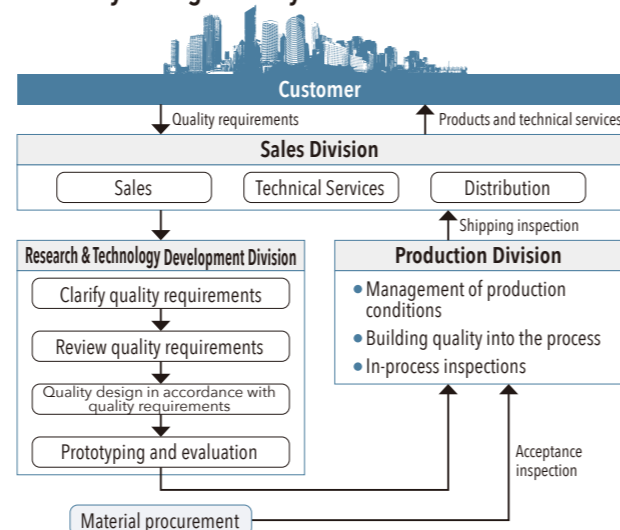 Customer
Quality requirements
Products and technical services
Sales Division
Sales
Technical Services
Distribution
Shipping inspection
Research & Technology Development Division
Clarify quality requirements
Review quality requirements
Quality design in accordance with
quality requirements
Prototyping and evaluation
Production Division
• Management of production
conditions
• Building quality into the process
• In-process inspections
Acceptance
inspection
Material procurement